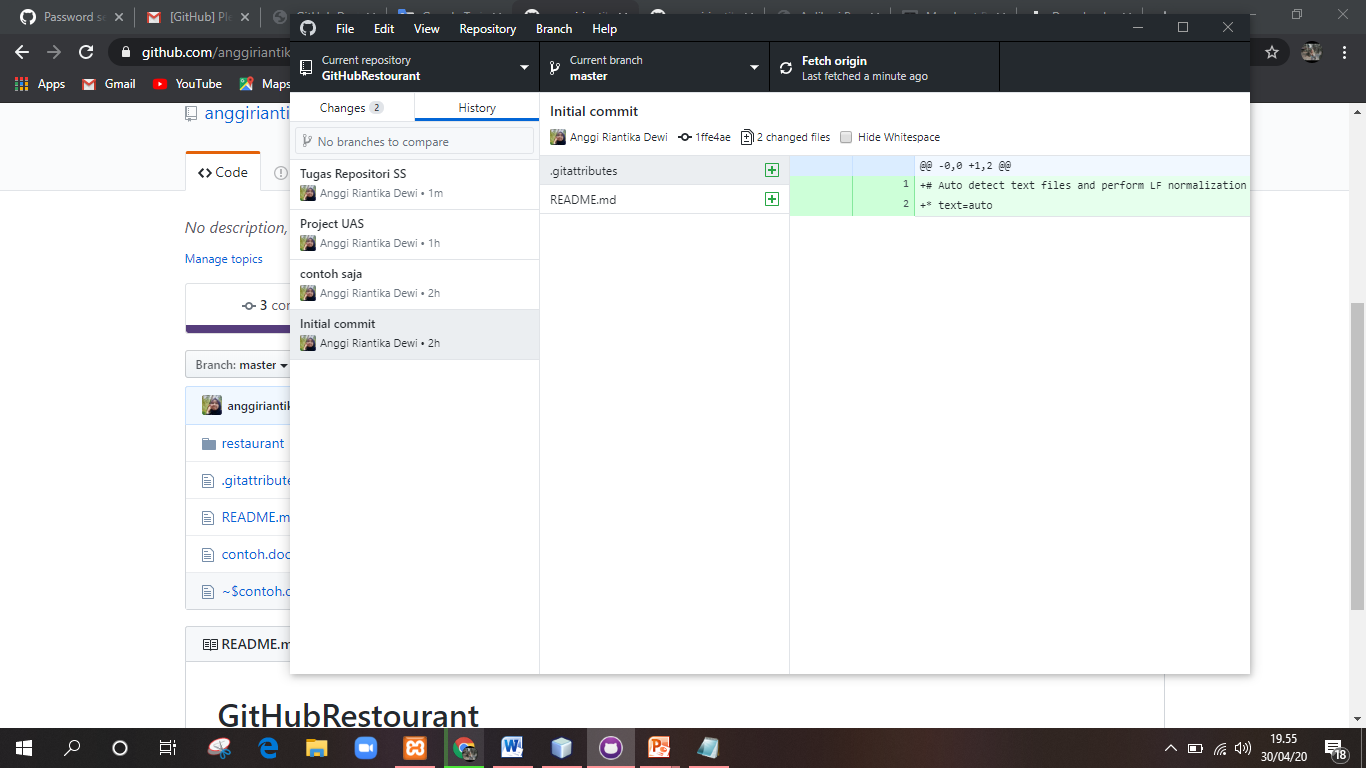 Password se
[GitHub] Ple
github.com/anggiriantik
Apps
Gmail
YouTube
Maps
File Edit View Repository Branch Help
Current repository
GitHubRestourant
Current branch
master
Fetch origin
Last fetched a minute ago
Changes 2
History
No branches to compare
Tugas Repositori SS
Anggi Riantika Dewi • 1m
Project UAS
Anggi Riantika Dewi • 1h
contoh saja
Anggi Riantika Dewi • 2h
Initial commit
Anggi Riantika Dewi • 2h
Initial commit
Anggi Riantika Dewi 1ffe4ae 2 changed files Hide Whitespace
.gitattributes
README.md
@@ -0,0 +1,2 @@
1 +# Auto detect text files and perform LF normalization
2 +* text=auto
anggirianti
Code
No description,
Manage topics
3 con
Branch: master
anggiriantik
restaurant
.gitattribute
README.m
contoh.doc
~$contoh.c
README.m
GitHubRestourant
19.55
30/04/20
18